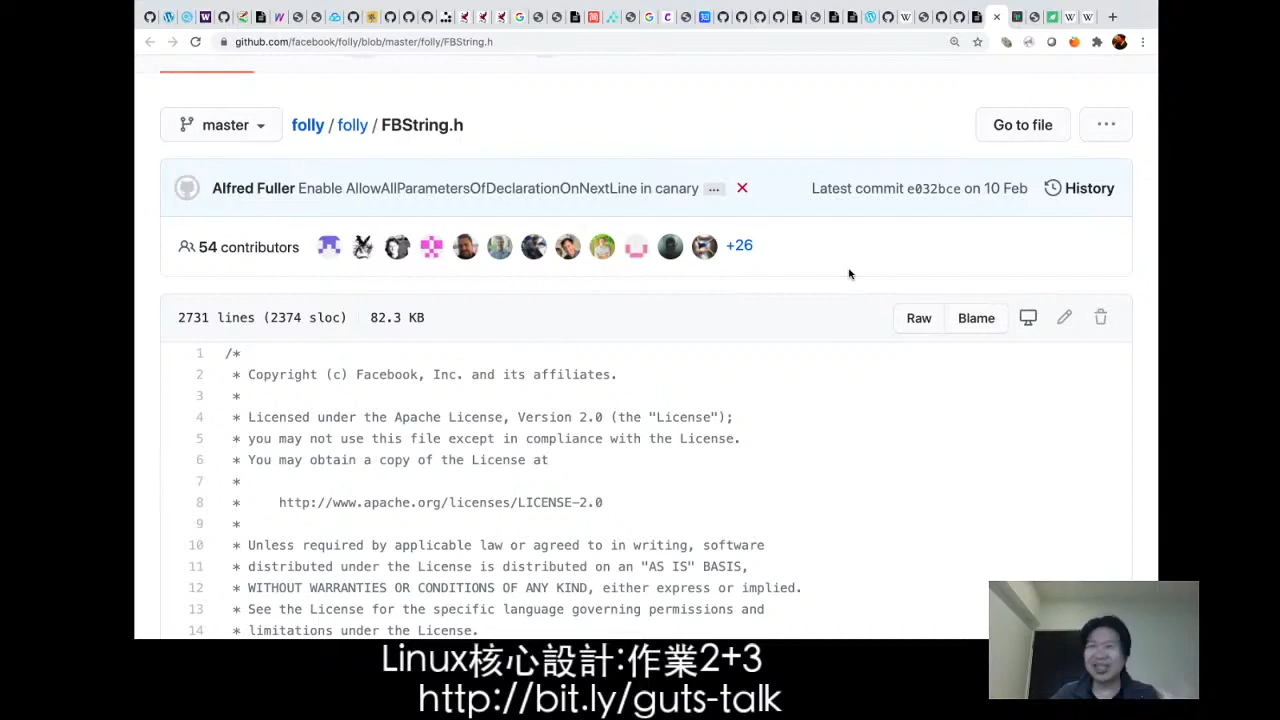 github.com/facebook/folly/blob/master/folly/FBString.h
master
folly / folly / FBString.h
Go to file
Alfred Fuller Enable AllowAllParametersOfDeclarationOnNextLine in canary
Latest commit e032bce on 10 Feb
History
54 contributors
+26
2731 lines (2374 sloc)
82.3 KB
Raw
Blame
1 /*
2 * Copyright (c) Facebook, Inc. and its affiliates.
3 *
4 * Licensed under the Apache License, Version 2.0 (the "License");
5 * you may not use this file except in compliance with the License.
6 * You may obtain a copy of the License at
7 *
8 * http://www.apache.org/licenses/LICENSE-2.0
9 *
10 * Unless required by applicable law or agreed to in writing, software
11 * distributed under the License is distributed on an "AS IS" BASIS,
12 * WITHOUT WARRANTIES OR CONDITIONS OF ANY KIND, either express or implied.
13 * See the License for the specific language governing permissions and
14 * limitations under the License.
Linux核心設計:作業2+3
http://bit.ly/guts-talk